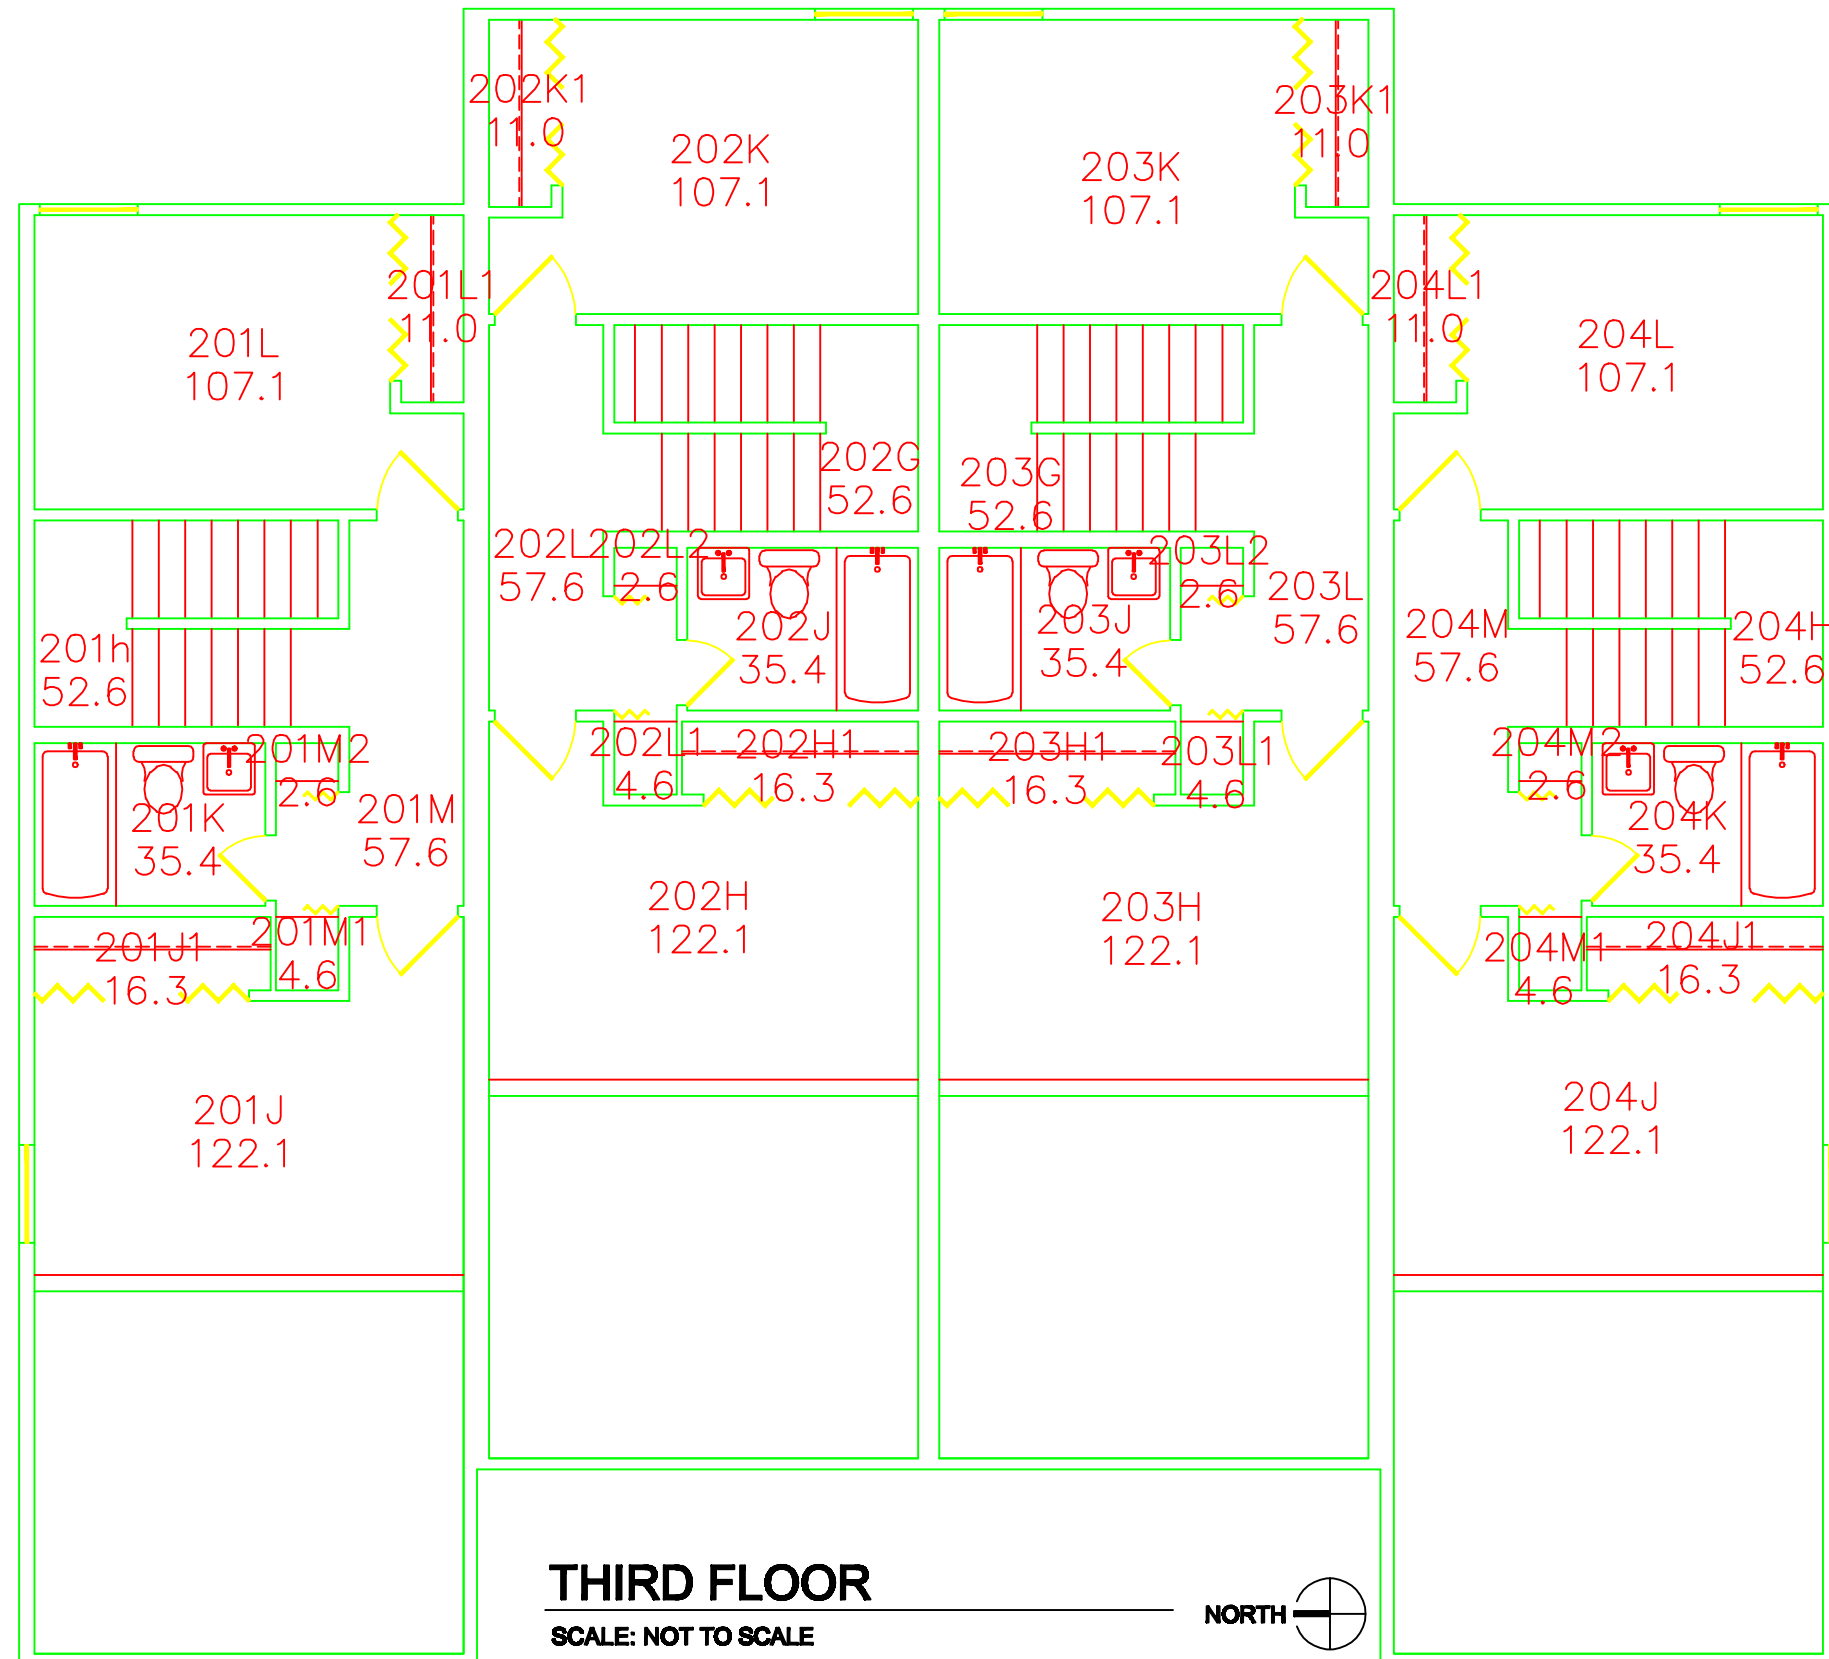 202K1
11.0
203K1
11.0
202K
107.1
203K
107.1
201L1
11.0
204L1
11.0
201L
107.1
204L
107.1
202G
52.6
203G
52.6
202L
57.6
202L2
2.6
203L2
2.6
203L
57.6
202J
35.4
203J
35.4
204M
57.6
204H
52.6
201h
52.6
202L1
4.6
202H1
16.3
203H1
16.3
203L1
4.6
201M2
2.6
204M2
2.6
201K
35.4
201M
57.6
204K
35.4
202H
122.1
203H
122.1
201J1
16.3
201M1
4.6
204M1
4.6
204J1
16.3
201J
122.1
204J
122.1
THIRD FLOOR
SCALE: NOT TO SCALE
NORTH